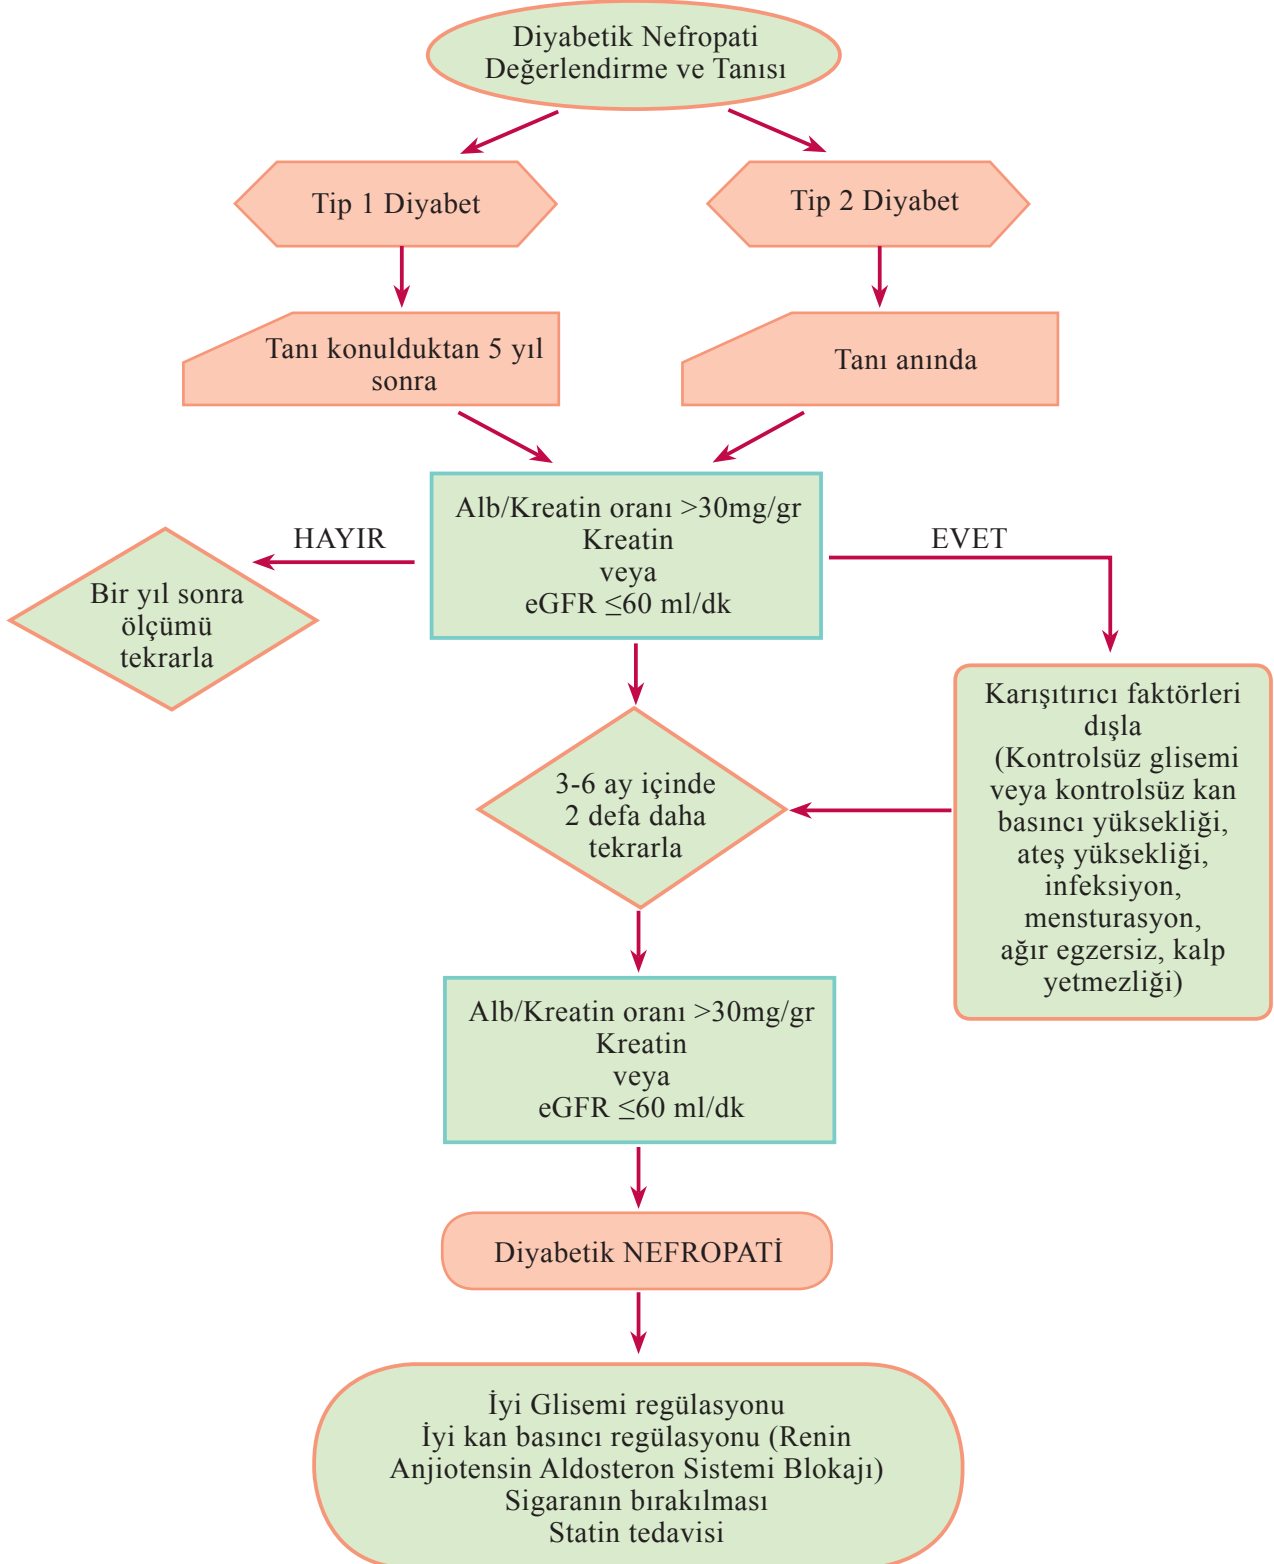 Diyabetik Nefropati
Değerlendirme ve Tanısı
Tip 1 Diyabet
Tip 2 Diyabet
Tanı konulduktan 5 yıl
sonra
Tanı anında
Alb/Kreatin oranı >30mg/gr
Kreatin
veya
eGFR ≤60 ml/dk
HAYIR
EVET
Bir yıl sonra
ölçümü
tekrarla
Karışıtırıcı faktörleri
dışla
(Kontrolsüz glisemi
veya kontrolsüz kan
basıncı yüksekliği,
ateş yüksekliği,
infeksiyon,
mensturasyon,
ağır egzersiz, kalp
yetmezliği)
3-6 ay içinde
2 defa daha
tekrarla
Alb/Kreatin oranı >30mg/gr
Kreatin
veya
eGFR ≤60 ml/dk
Diyabetik NEFROPATİ
İyi Glisemi regülasyonu
İyi kan basıncı regülasyonu (Renin
Anjiotensin Aldosteron Sistemi Blokajı)
Sigaranın bırakılması
Statin tedavisi